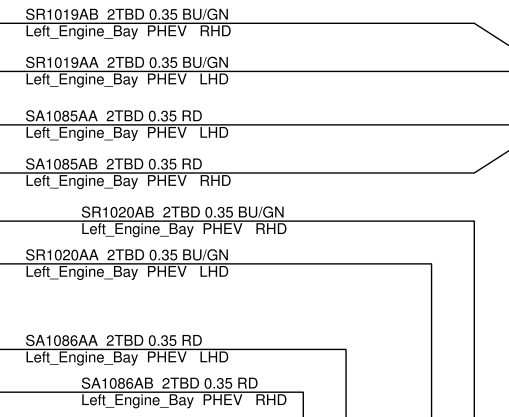 SR1019AB 2TBD 0.35 BU/GN
Left_Engine_Bay PHEV RHD
SR1019AA 2TBD 0.35 BU/GN
Left_Engine_Bay PHEV LHD
SA1085AA 2TBD 0.35 RD
Left_Engine_Bay PHEV LHD
SA1085AB 2TBD 0.35 RD
Left_Engine_Bay PHEV RHD
SR1020AB 2TBD 0.35 BU/GN
Left_Engine_Bay PHEV RHD
SR1020AA 2TBD 0.35 BU/GN
Left_Engine_Bay PHEV LHD
SA1086AA 2TBD 0.35 RD
Left_Engine_Bay PHEV LHD
SA1086AB 2TBD 0.35 RD
Left_Engine_Bay PHEV RHD